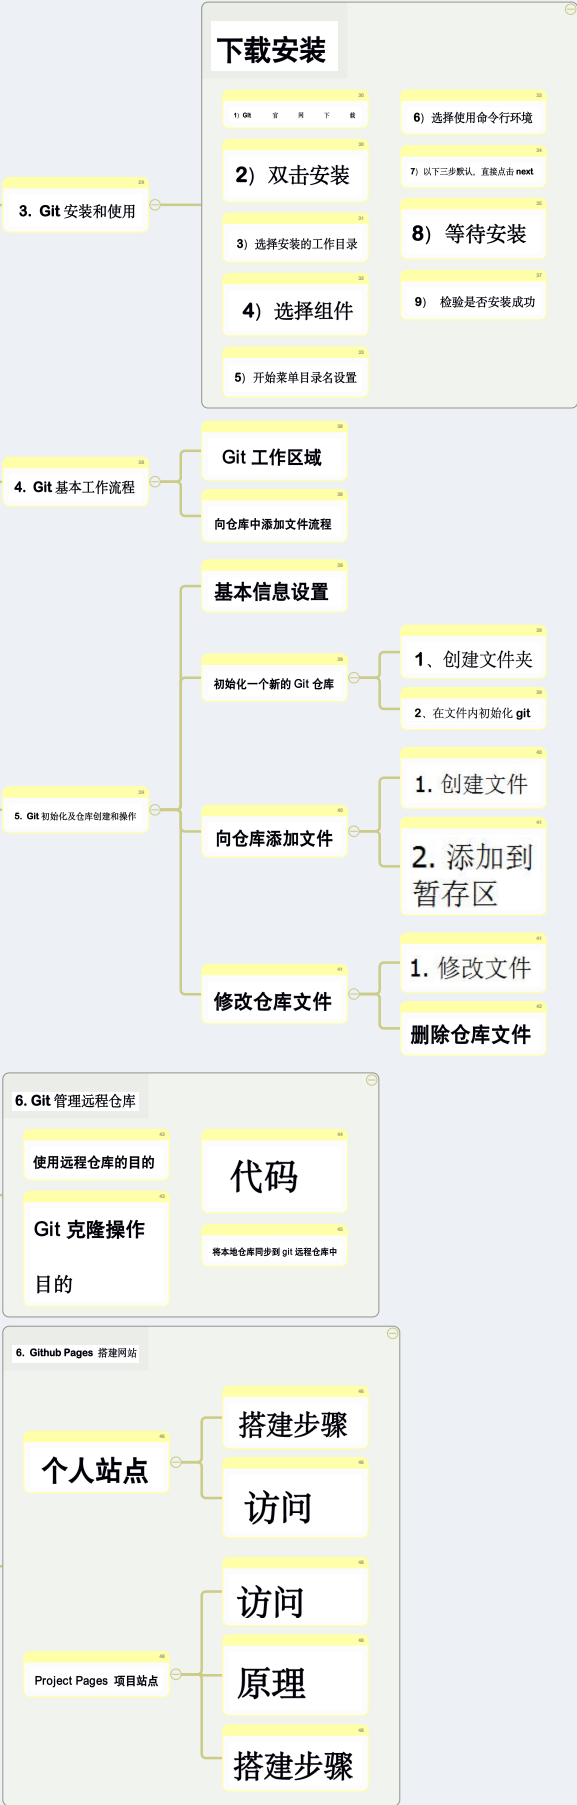 下载安装
1）Git 官 网 下 载
2）双击安装
3）选择安装的工作目录
4）选择组件
5）开始菜单目录名设置
6）选择使用命令行环境
7）以下三步默认，直接点击 next
8）等待安装
9） 检验是否安装成功
3. Git 安装和使用
4. Git 基本工作流程
Git 工作区域
向仓库中添加文件流程
5. Git 初始化及仓库创建和操作
基本信息设置
初始化一个新的 Git 仓库
1、创建文件夹
2、在文件内初始化 git
向仓库添加文件
1. 创建文件
2. 添加到
暂存区
修改仓库文件
1. 修改文件
删除仓库文件
6. Git 管理远程仓库
使用远程仓库的目的
Git 克隆操作
目的
代码
将本地仓库同步到 git 远程仓库中
6. Github Pages 搭建网站
个人站点
搭建步骤
访问
Project Pages 项目站点
访问
原理
搭建步骤